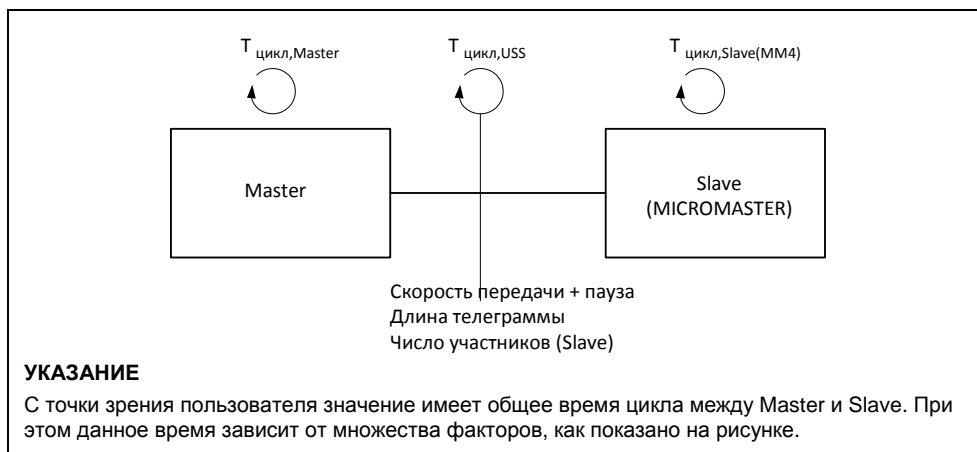 T цикл,Master
T цикл,USS
T цикл,Slave(MM4)
Master
Slave
(MICROMASTER)
Скорость передачи + пауза
Длина телеграммы
Число участников (Slave)
УКАЗАНИЕ
С точки зрения пользователя значение имеет общее время цикла между Master и Slave. При
этом данное время зависит от множества факторов, как показано на рисунке.